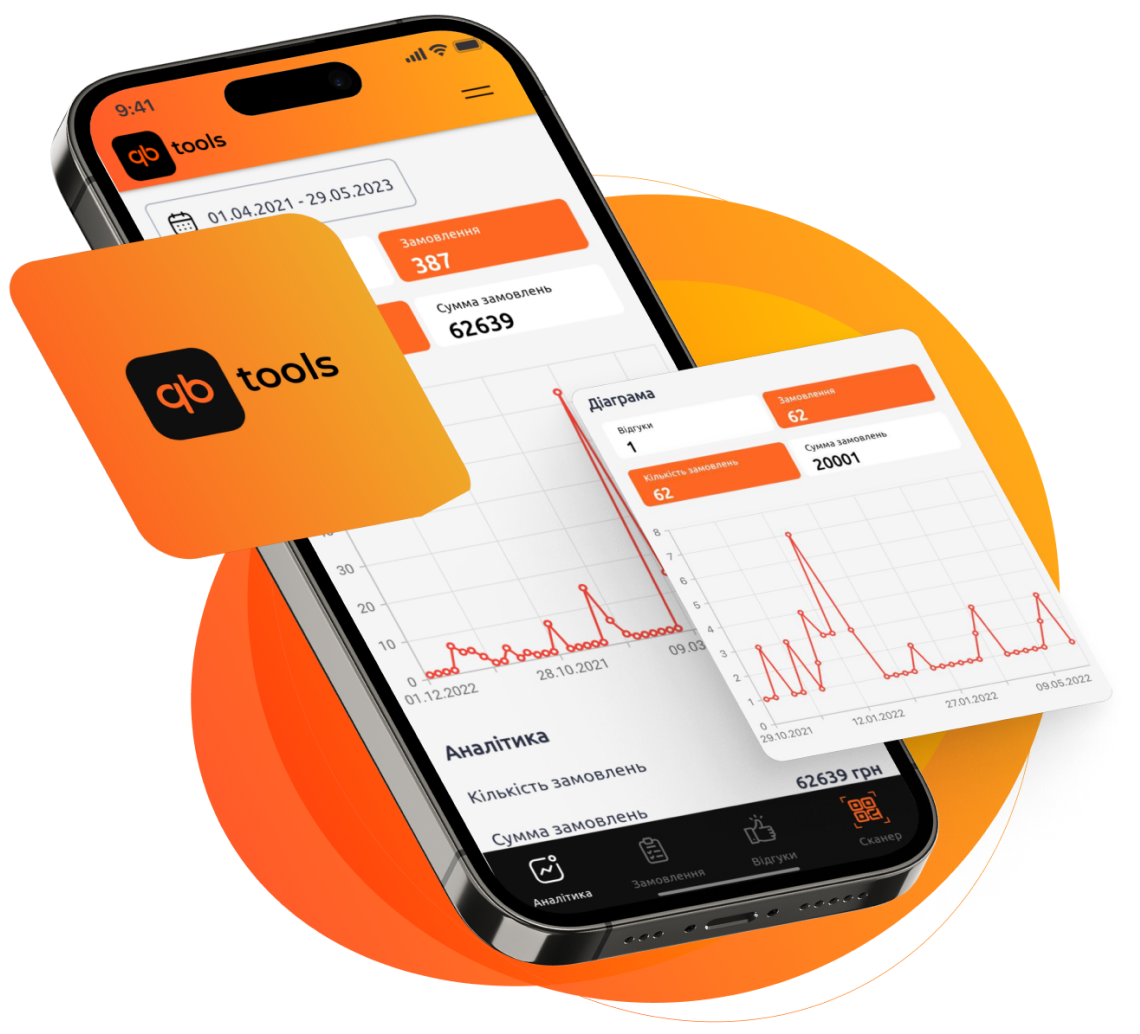 9:41
qb tools
01.04.2021 - 29.05.2023
Замовлення
387
Сумма замовлень
62639
qb tools
30
20
10
0
01.12.2022
28.10.2021
09.03
Аналітика
Кількість замовлень
62639 грн
Сумма замовлень
Аналітика
Замовлення
Відгуки
Сканер
Діаграма
Відгуки
1
Замовлення
62
Кількість замовлень
62
Сумма замовлень
20001
8
7
6
5
4
3
2
1
0
29.10.2021
12.01.2022
27.01.2022
09.05.2022